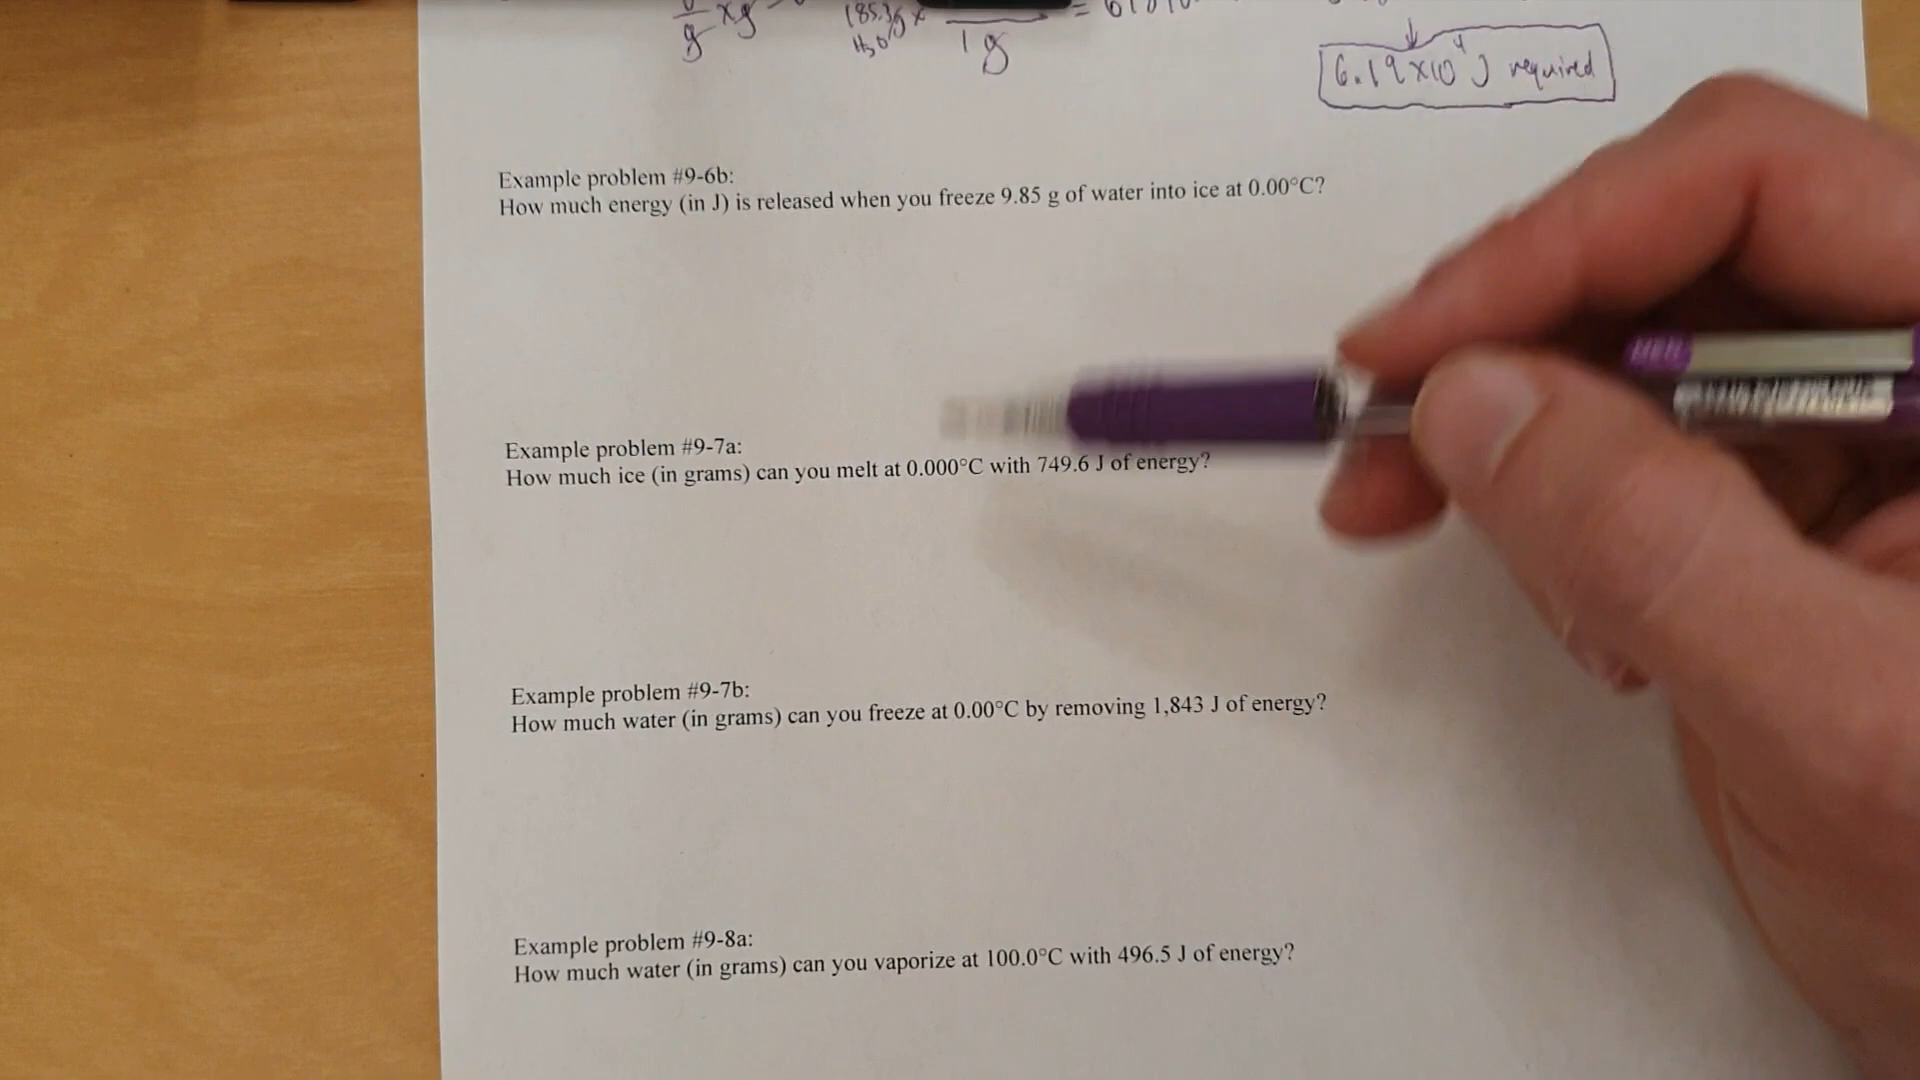 g × g 185.3g × =
H₂O 1 g
6.19×10⁴ J required
Example problem #9-6b:
How much energy (in J) is released when you freeze 9.85 g of water into ice at 0.00°C?
Example problem #9-7a:
How much ice (in grams) can you melt at 0.000°C with 749.6 J of energy?
Example problem #9-7b:
How much water (in grams) can you freeze at 0.00°C by removing 1,843 J of energy?
Example problem #9-8a:
How much water (in grams) can you vaporize at 100.0°C with 496.5 J of energy?